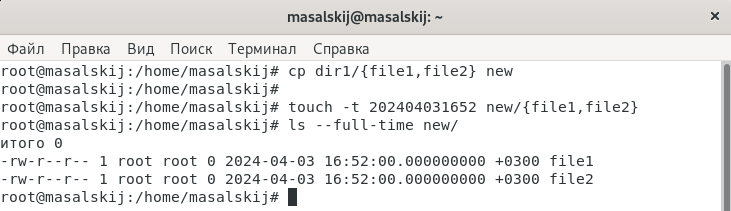 masalskij@masalskij: ~
Файл Правка Вид Поиск Терминал Справка
root@masalskij:/home/masalskij# cp dir1/{file1,file2} new
root@masalskij:/home/masalskij#
root@masalskij:/home/masalskij# touch -t 202404031652 new/{file1,file2}
root@masalskij:/home/masalskij# ls --full-time new/
итого 0
-rw-r--r-- 1 root root 0 2024-04-03 16:52:00.000000000 +0300 file1
-rw-r--r-- 1 root root 0 2024-04-03 16:52:00.000000000 +0300 file2
root@masalskij:/home/masalskij#